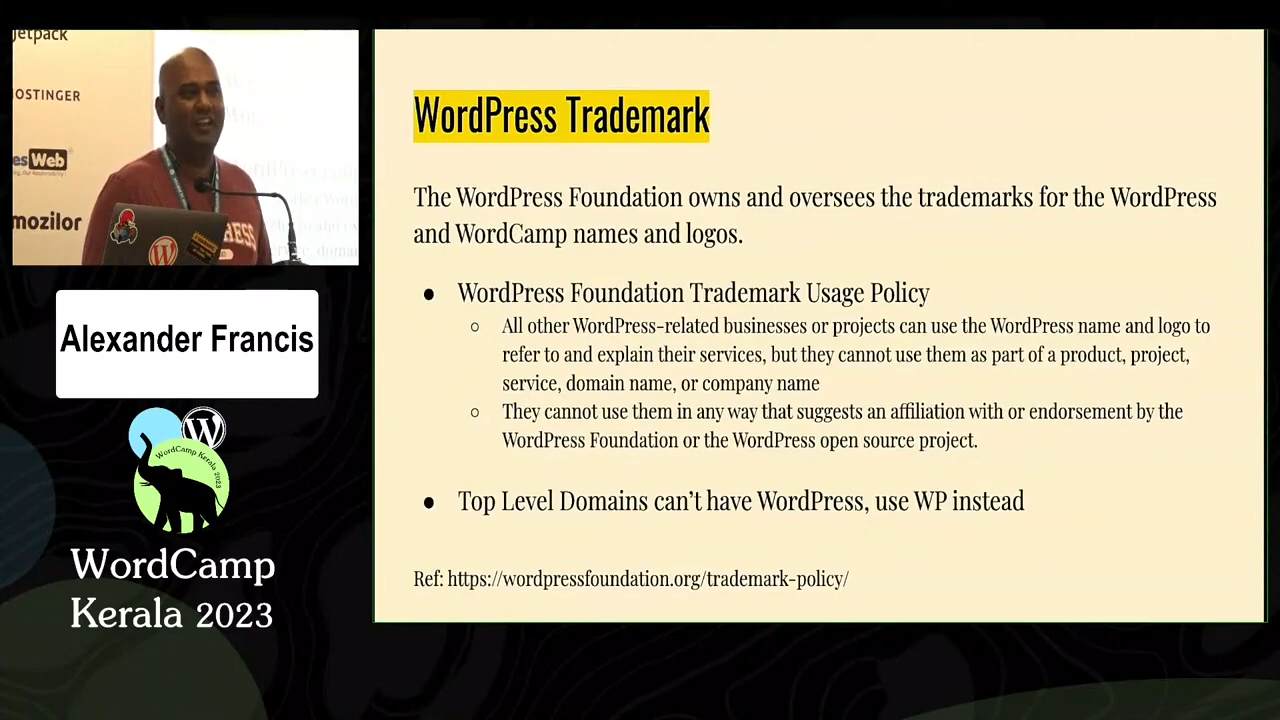 Jetpack
HOSTINGER
esWeb
mozilor
Alexander Francis
W
WordCamp Kerala 2023
WordCamp
Kerala 2023
WordPress Trademark
The WordPress Foundation owns and oversees the trademarks for the WordPress
and WordCamp names and logos.
● WordPress Foundation Trademark Usage Policy
○ All other WordPress-related businesses or projects can use the WordPress name and logo to
refer to and explain their services, but they cannot use them as part of a product, project,
service, domain name, or company name
○ They cannot use them in any way that suggests an affiliation with or endorsement by the
WordPress Foundation or the WordPress open source project.
● Top Level Domains can’t have WordPress, use WP instead
Ref: https://wordpressfoundation.org/trademark-policy/